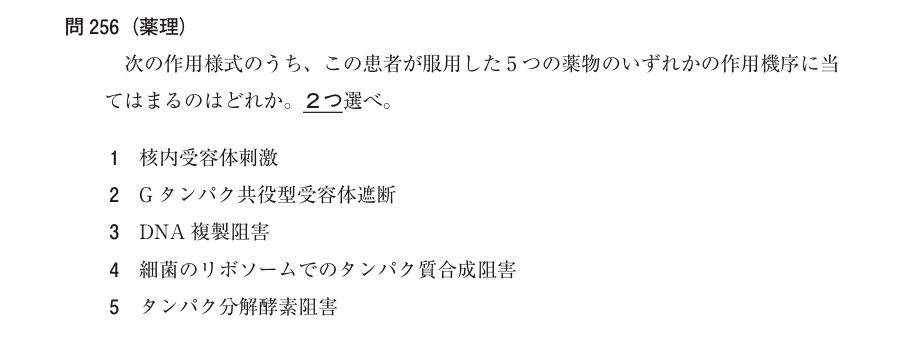 問 256（薬理）
次の作用様式のうち、この患者が服用した 5 つの薬物のいずれかの作用機序に当
てはまるのはどれか。２つ選べ。
1 核内受容体刺激
2 G タンパク共役型受容体遮断
3 DNA 複製阻害
4 細菌のリボソームでのタンパク質合成阻害
5 タンパク分解酵素阻害